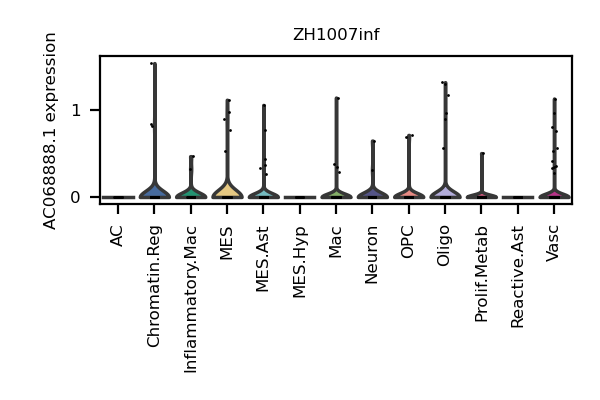 ZH1007inf
AC068888.1 expression
1
0
AC
Chromatin.Reg
Inflammatory.Mac
MES
MES.Ast
MES.Hyp
Mac
Neuron
OPC
Oligo
Prolif.Metab
Reactive.Ast
Vasc